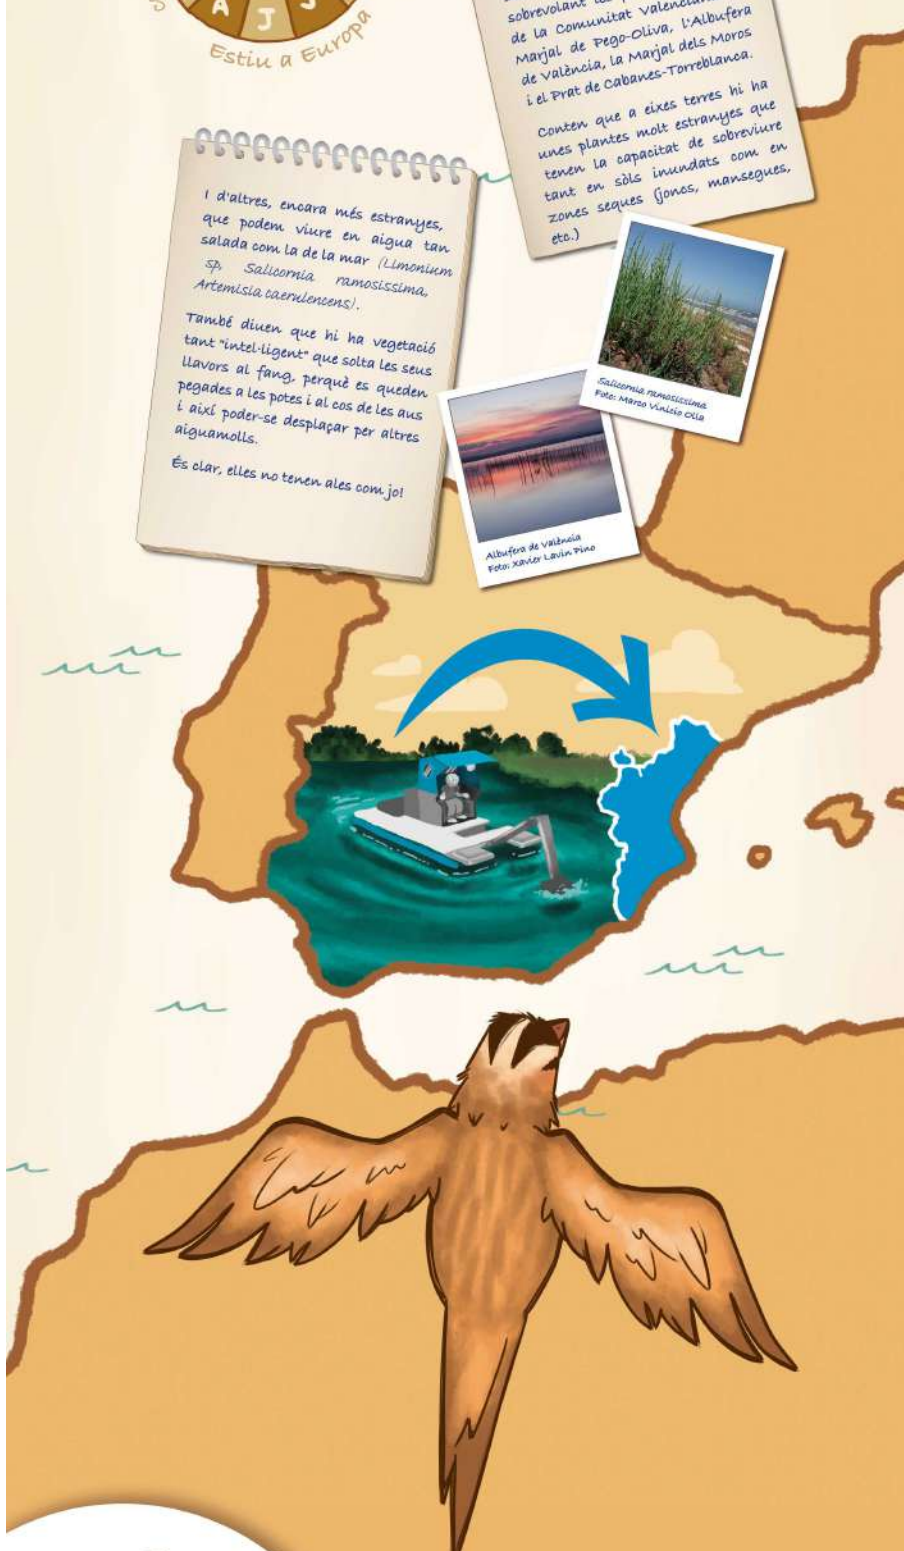 A J J
Estiu a Europa
sobrevolant
de la Comunitat
Marjal de Pego-Oliva, l'Albufera
de València, la Marjal dels Moros
i el Prat de Cabanes-Torreblanca.
Conten que a eixes terres hi ha
unes plantes molt estranyes que
tenen la capacitat de sobreviure
tant en sòls inundats com en
zones seques (joncs, mansegues,
etc.)
I d'altres, encara més estranyes,
que podem viure en aigua tan
salada com la de la mar (Limonium
sp, Salicornia ramosissima,
Artemisia caerulencens).
També diuen que hi ha vegetació
tant "intel·ligent" que solta les seus
llavors al fang, perquè es queden
pegades a les potes i al cos de les aus
i així poder-se desplaçar per altres
aiguamolls.
És clar, elles no tenen ales com jo!
Salicornia ramosissima
Foto: Marco Vinicio Olla
Albufera de València
Foto: Xavier Lavin Pino